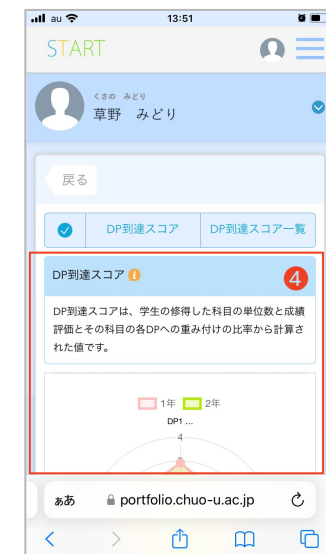 au 13:51
START
くさの みどり
草野 みどり
戻る
DP到達スコア DP到達スコア一覧
DP到達スコア i 4
DP到達スコアは、学生の修得した科目の単位数と成績
評価とその科目の各DPへの重み付けの比率から計算さ
れた値です。
1年 2年
DP1 ...
4
ぁあ portfolio.chuo-u.ac.jp